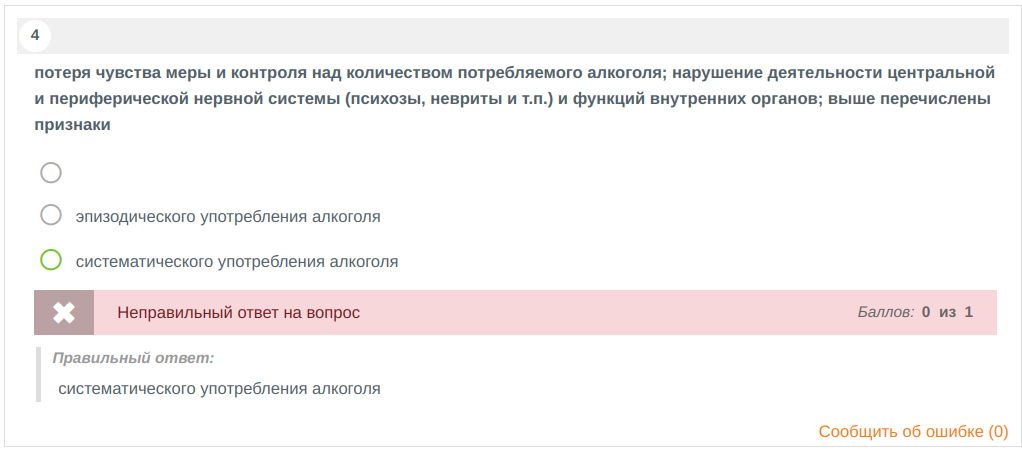 4
потеря чувства меры и контроля над количеством потребляемого алкоголя; нарушение деятельности центральной
и периферической нервной системы (психозы, невриты и т.п.) и функций внутренних органов; выше перечислены
признаки
эпизодического употребления алкоголя
систематического употребления алкоголя
Неправильный ответ на вопрос Баллов: 0 из 1
Правильный ответ:
систематического употребления алкоголя
Сообщить об ошибке (0)